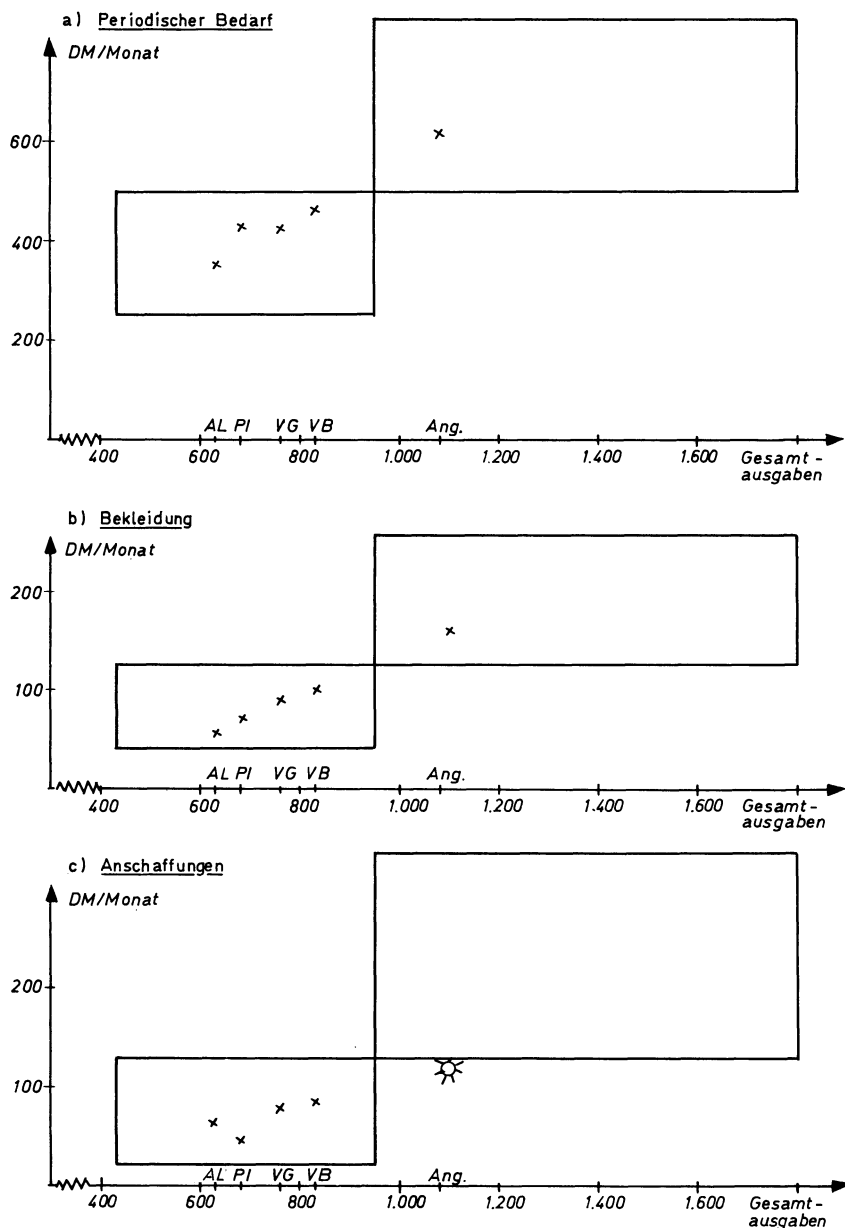 a) Periodischer Bedarf
DM/Monat
600
400
200
AL PI VG VB Ang.
400 600 800 1.000 1.200 1.400 1.600 Gesamt-
ausgaben
b) Bekleidung
DM/Monat
200
100
AL PI VG VB Ang.
400 600 800 1.000 1.200 1.400 1.600 Gesamt-
ausgaben
c) Anschaffungen
DM/Monat
200
100
AL PI VG VB Ang.
400 600 800 1.000 1.200 1.400 1.600 Gesamt-
ausgaben